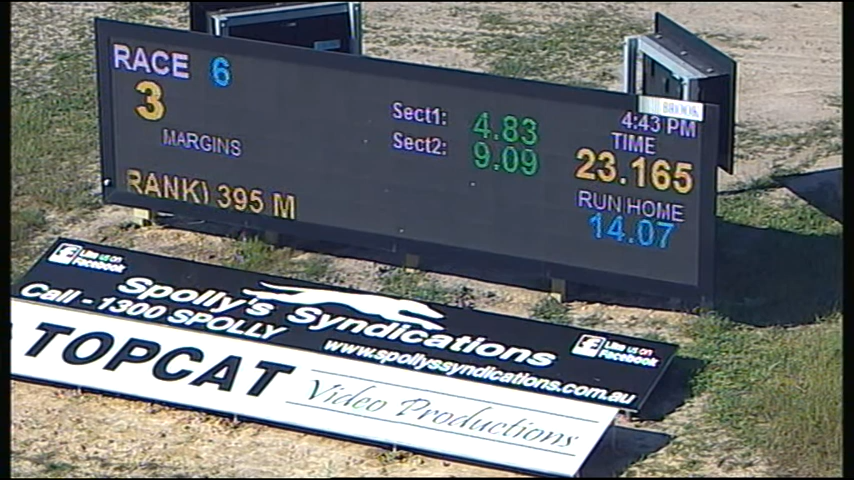 RACE 6
3
MARGINS
RANK) 395 M
Sect1: 4.83
Sect2: 9.09
4:43 PM
TIME
23.165
RUN HOME
14.07
Like us on
Facebook
Spolly's Syndications
Call - 1300 SPOLLY
www.spollyssyndications.com.au
Like us on
Facebook
TOPCAT Video Productions